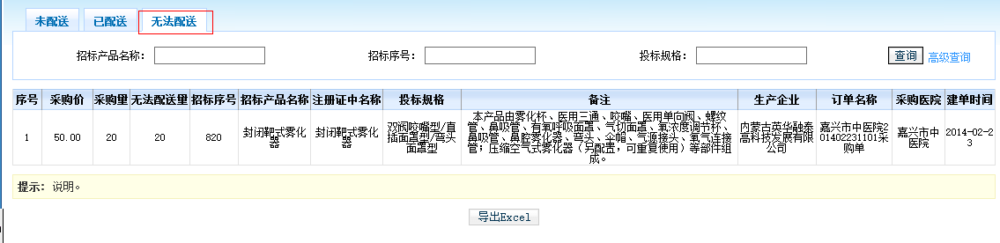 未配送 已配送 无法配送
招标产品名称： 招标序号： 投标规格： 查询 高级查询
序号 采购价 采购量 无法配送量 招标序号 招标产品名称 注册证中名称 投标规格 备注 生产企业 订单名称 采购医院 建单时间
1 50.00 20 20 820
封闭靶式雾化
器
封闭靶式雾化
器
双阀咬嘴型/直
插面罩型/弯头
面罩型
本产品由雾化杯、医用三通、咬嘴、医用单向阀、螺纹
管、鼻吸管、有氧呼吸面罩、气切面罩、氧浓度调节杯、
鼻吸管、鼻腔雾化器、弯头、伞帽、气源接头、氧气连接
管；压缩空气式雾化器（另配置，可重复使用）等部件组
成。
内蒙古英华融泰
高科技发展有限
公司
嘉兴市中医院2
01402231101采
购单
嘉兴市中
医院
2014-02-2
3
提示：说明。
导出Excel